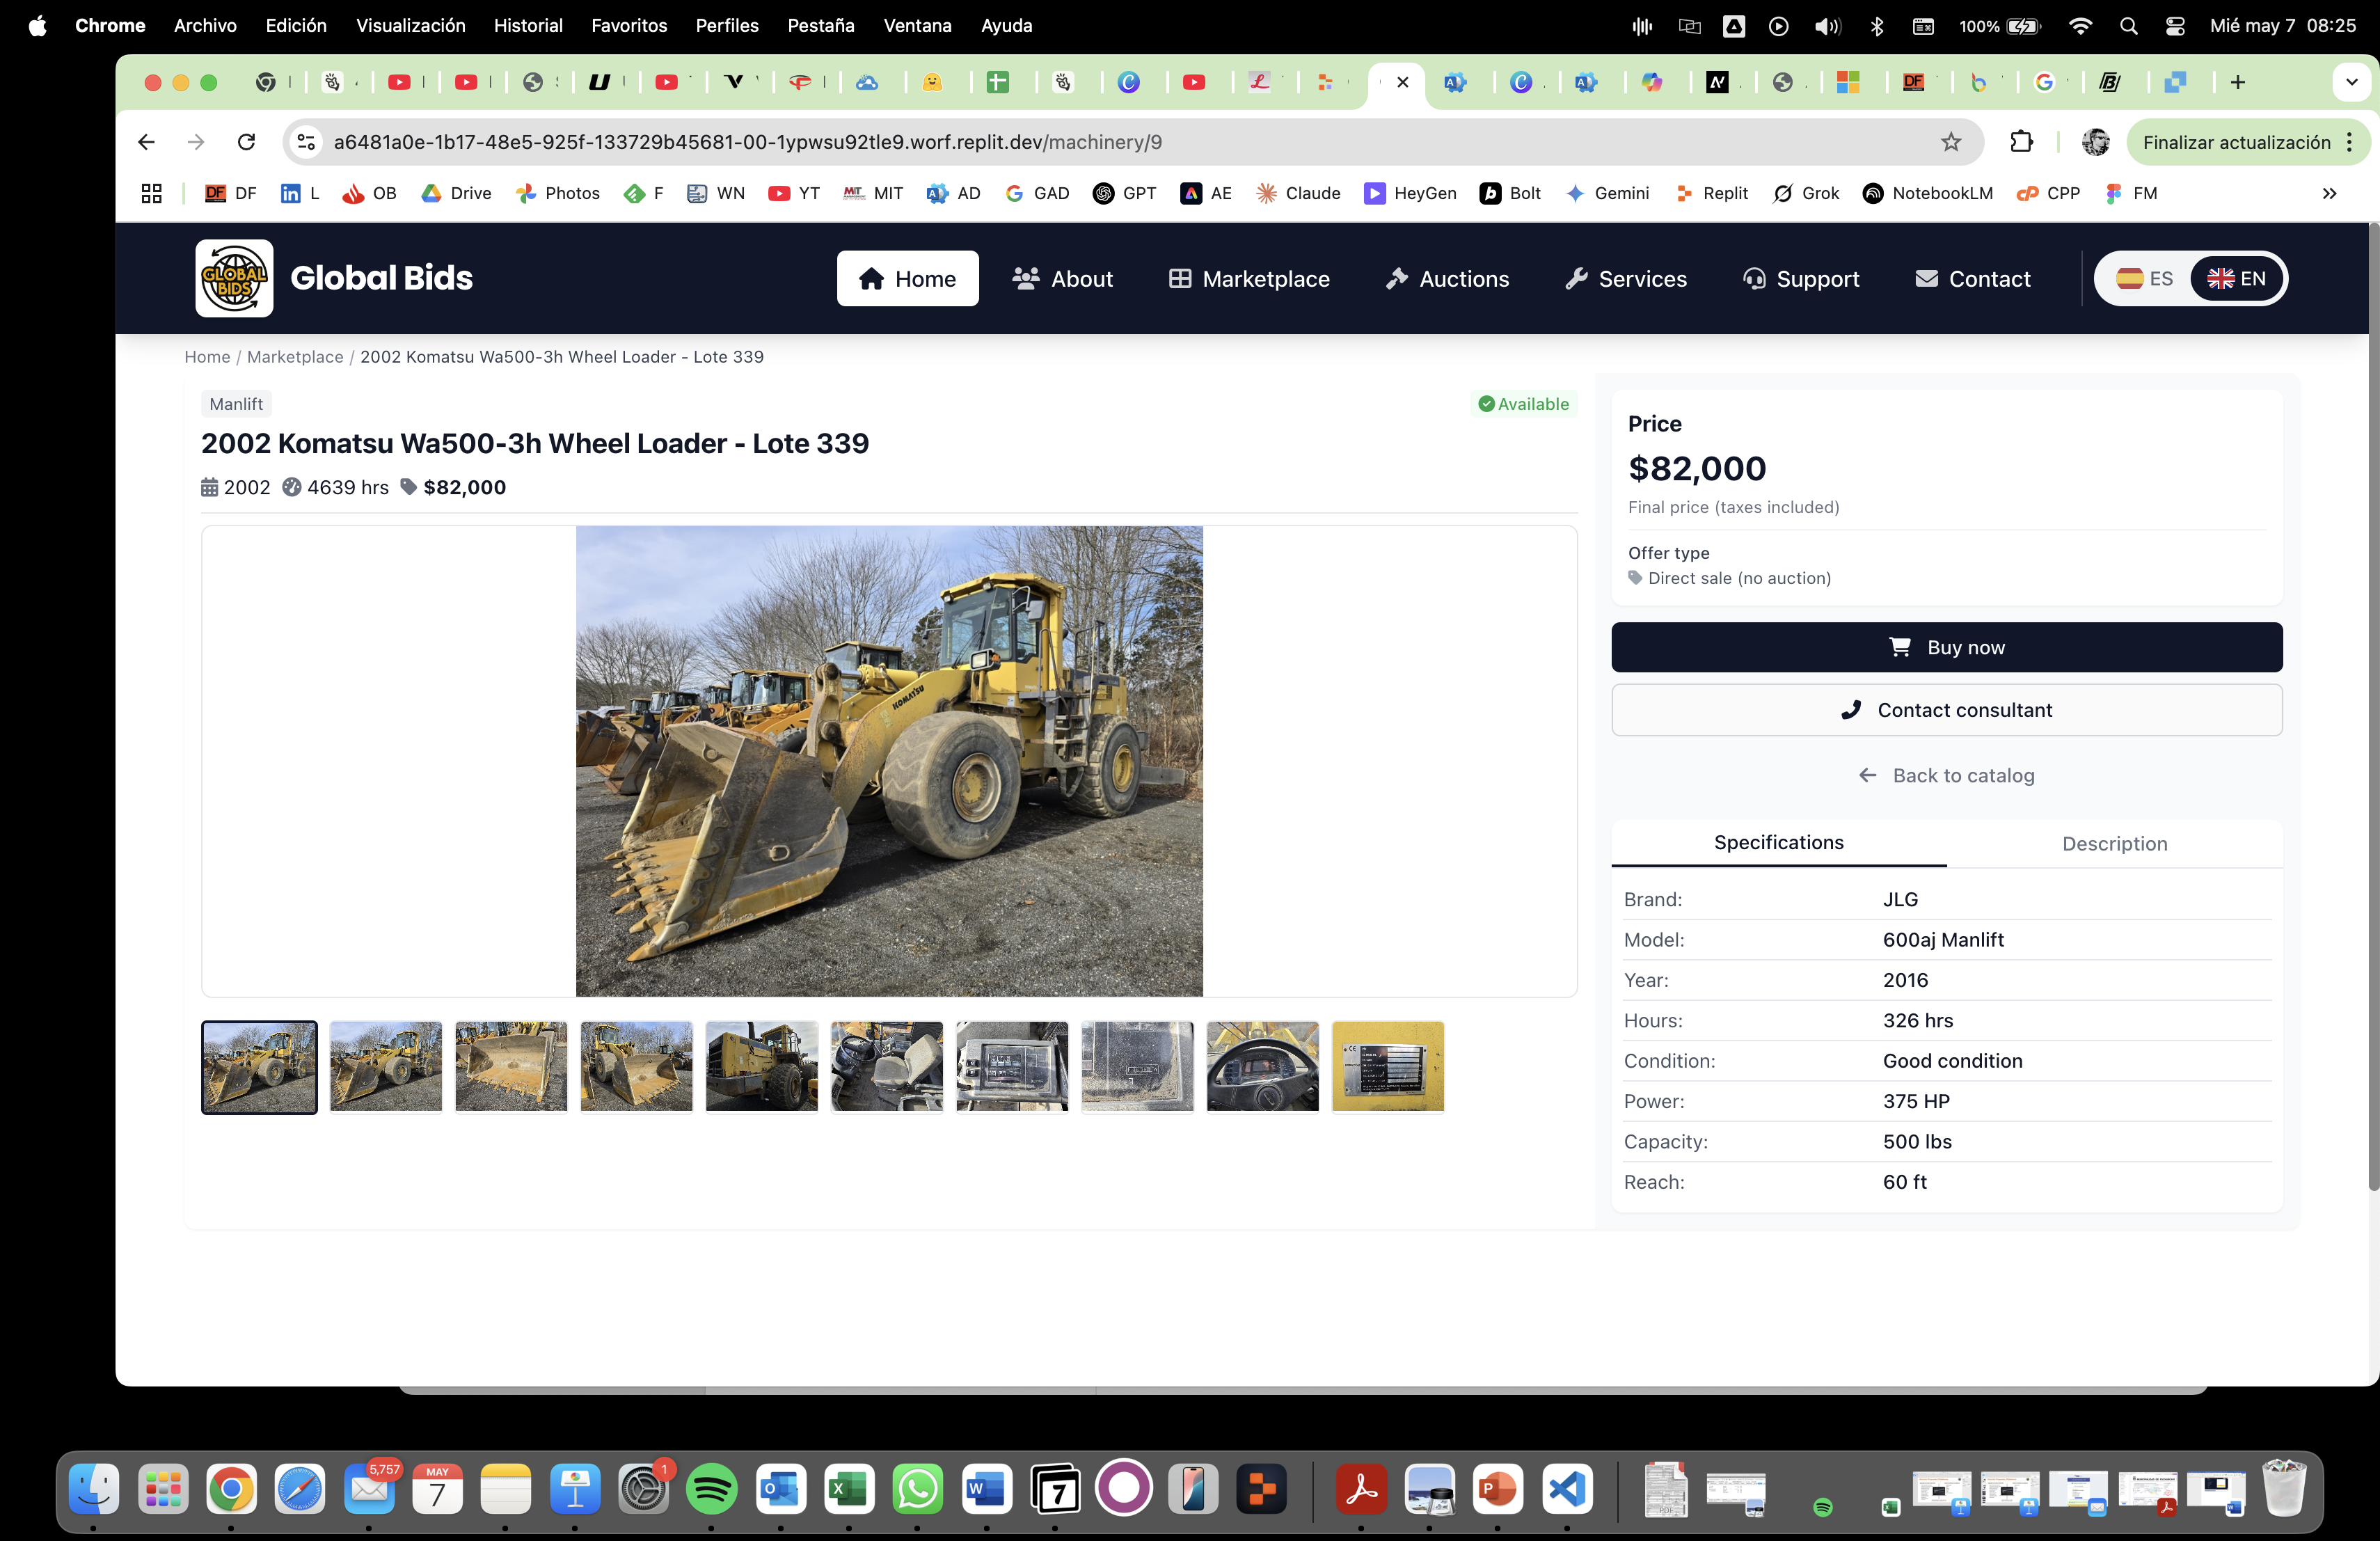 Chrome Archivo Edición Visualización Historial Favoritos Perfiles Pestaña Ventana Ayuda 100% Mié may 7 08:25
a6481a0e-1b17-48e5-925f-133729b45681-00-1ypwsu92tle9.worf.replit.dev/machinery/9 Finalizar actualización
DF DF L OB Drive Photos F WN YT MIT AD GAD GPT AE Claude HeyGen Bolt Gemini Replit Grok NotebookLM CPP FM
GLOBAL BIDS Global Bids Home About Marketplace Auctions Services Support Contact ES EN
Home / Marketplace / 2002 Komatsu Wa500-3h Wheel Loader - Lote 339
Manlift Available
2002 Komatsu Wa500-3h Wheel Loader - Lote 339
2002 4639 hrs $82,000
KOMATSU
Price
$82,000
Final price (taxes included)
Offer type
Direct sale (no auction)
Buy now
Contact consultant
Back to catalog
Specifications Description
Brand: JLG
Model: 600aj Manlift
Year: 2016
Hours: 326 hrs
Condition: Good condition
Power: 375 HP
Capacity: 500 lbs
Reach: 60 ft
5,757 MAY 7 1 7